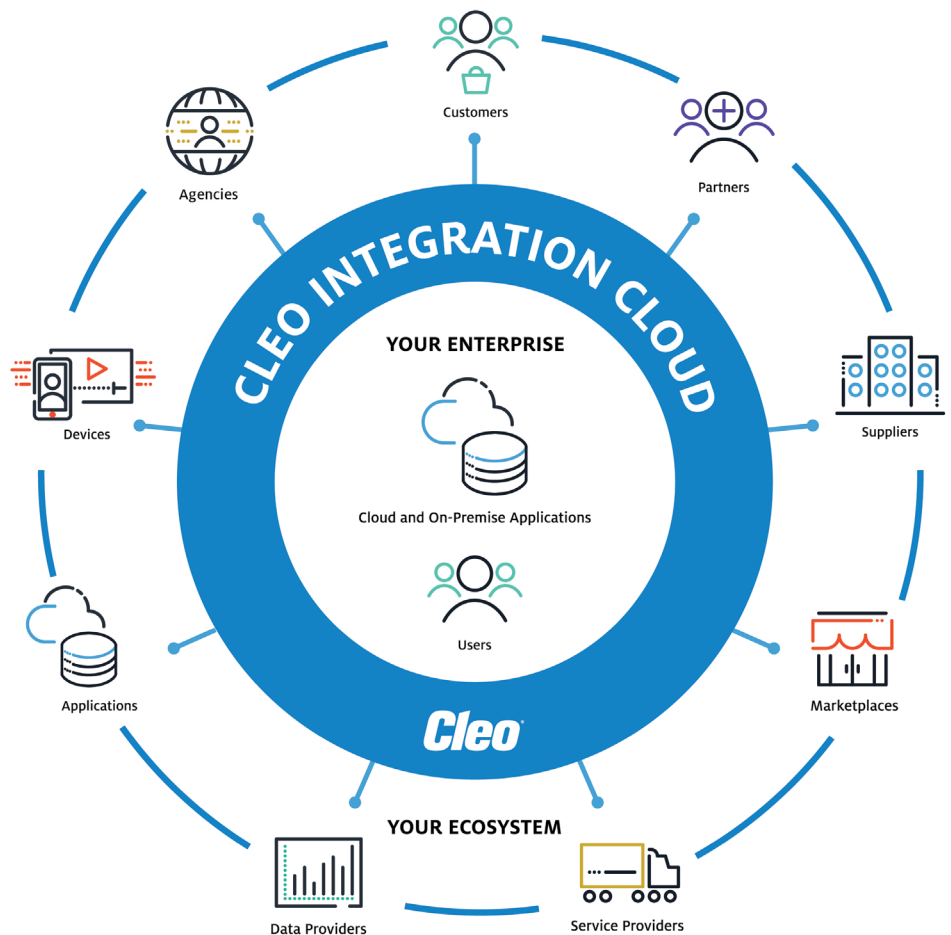 Customers
Partners
Agencies
CLEO INTEGRATION CLOUD
YOUR ENTERPRISE
Devices
Suppliers
Cloud and On-Premise Applications
Users
Applications
Marketplaces
Cleo
YOUR ECOSYSTEM
Data Providers
Service Providers